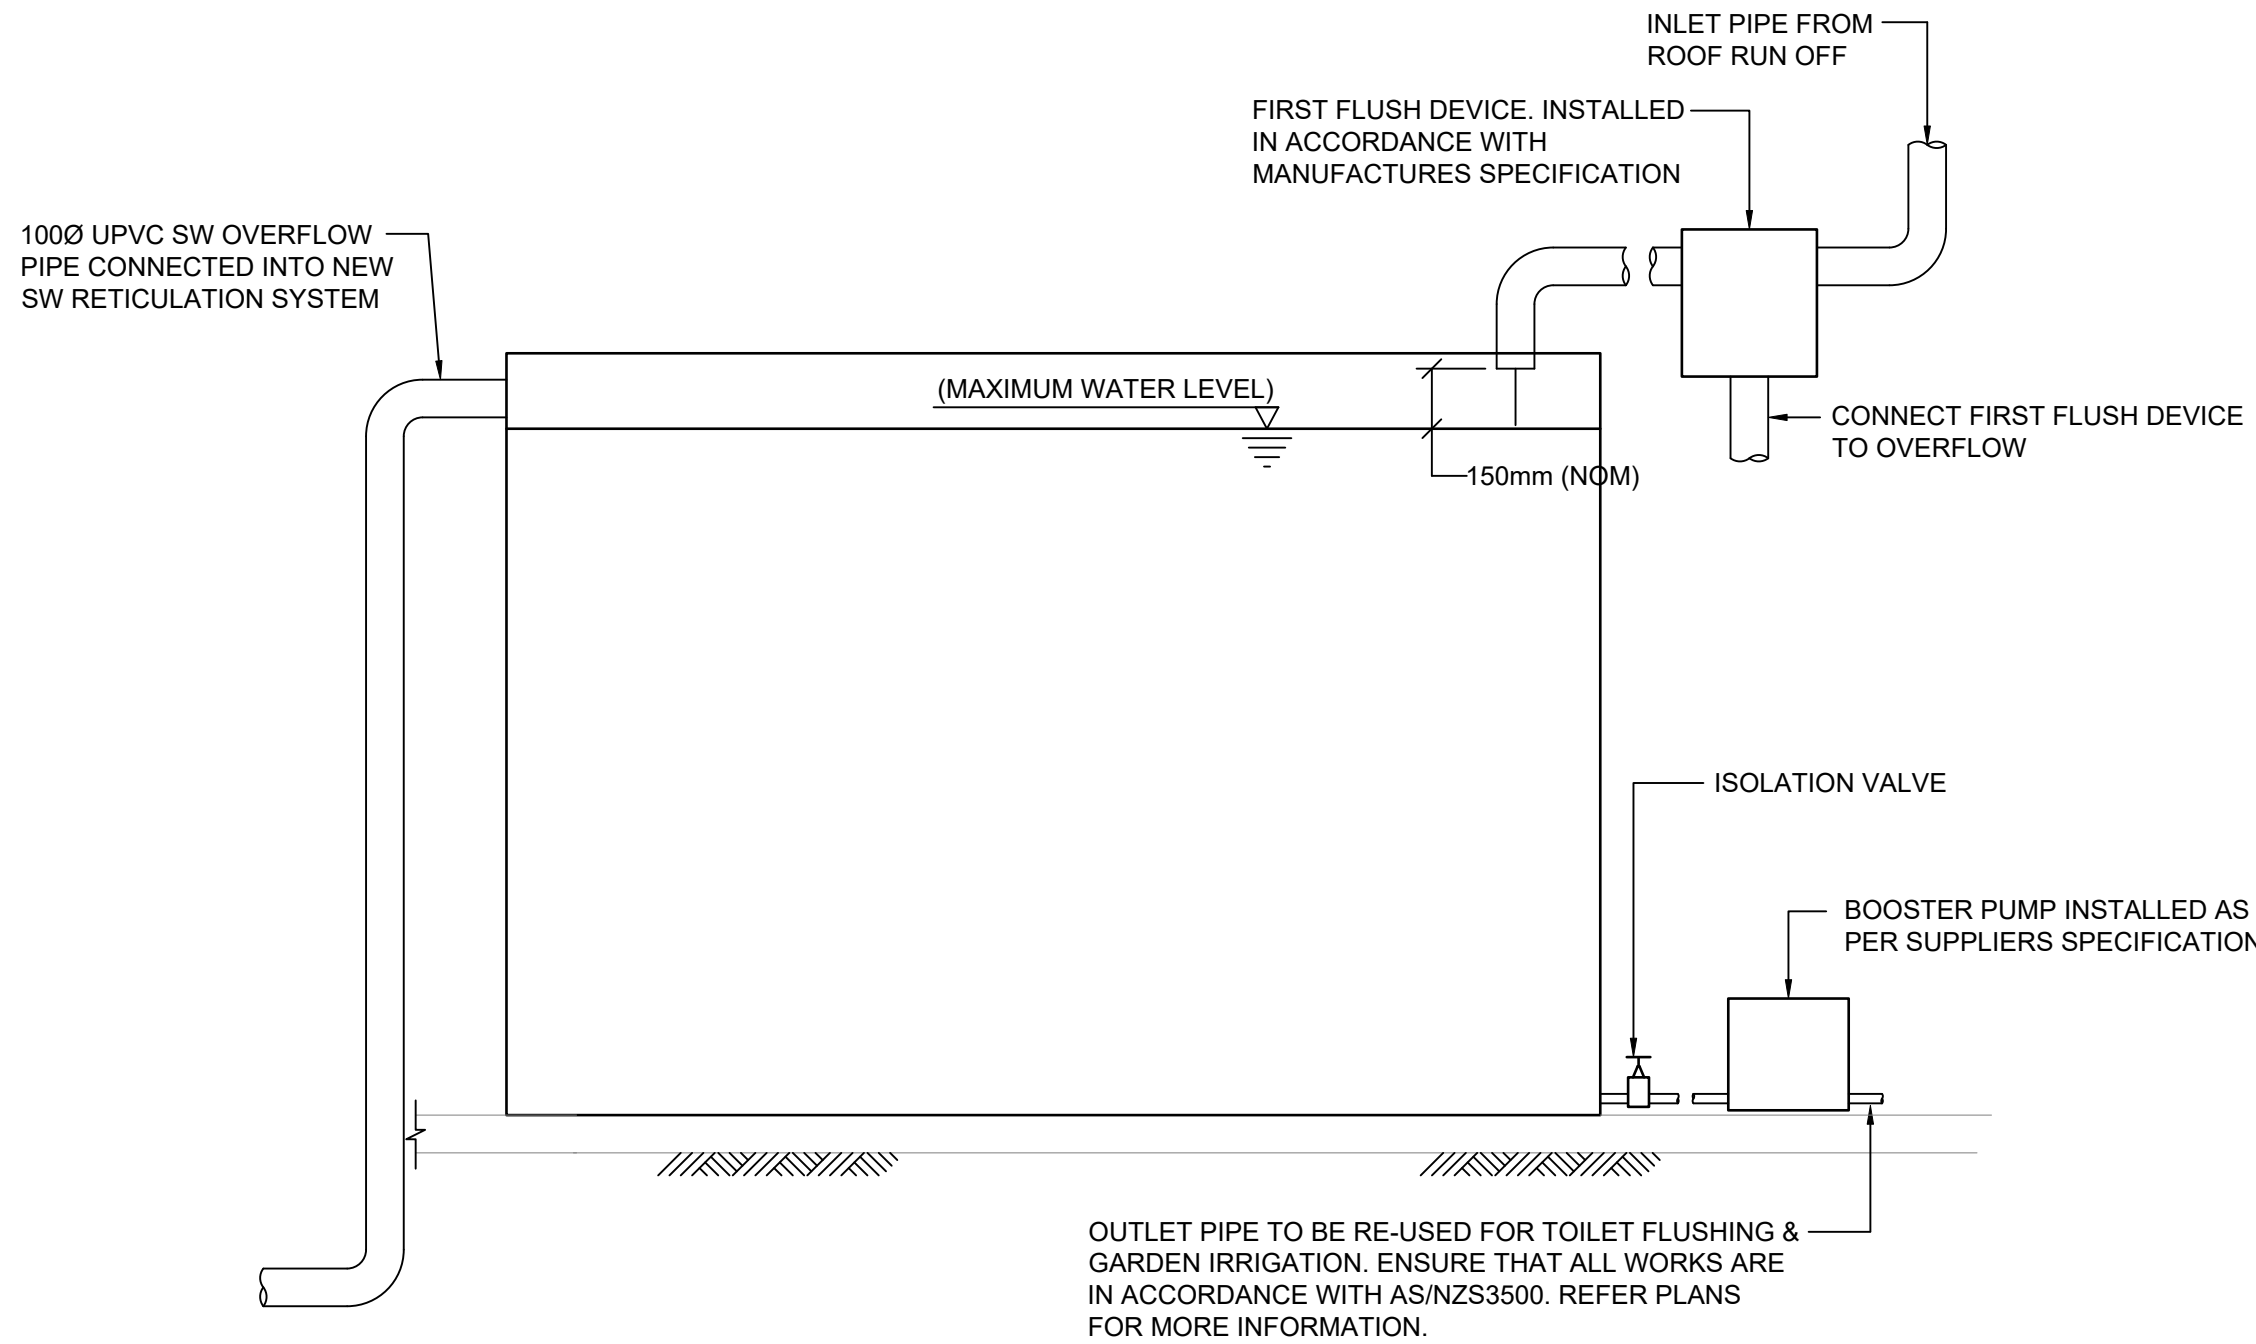 INLET PIPE FROM
ROOF RUN OFF
FIRST FLUSH DEVICE. INSTALLED
IN ACCORDANCE WITH
MANUFACTURES SPECIFICATION
100Ø UPVC SW OVERFLOW
PIPE CONNECTED INTO NEW
SW RETICULATION SYSTEM
(MAXIMUM WATER LEVEL)
CONNECT FIRST FLUSH DEVICE
TO OVERFLOW
150mm (NOM)
ISOLATION VALVE
BOOSTER PUMP INSTALLED AS
PER SUPPLIERS SPECIFICATION
OUTLET PIPE TO BE RE-USED FOR TOILET FLUSHING &
GARDEN IRRIGATION. ENSURE THAT ALL WORKS ARE
IN ACCORDANCE WITH AS/NZS3500. REFER PLANS
FOR MORE INFORMATION.